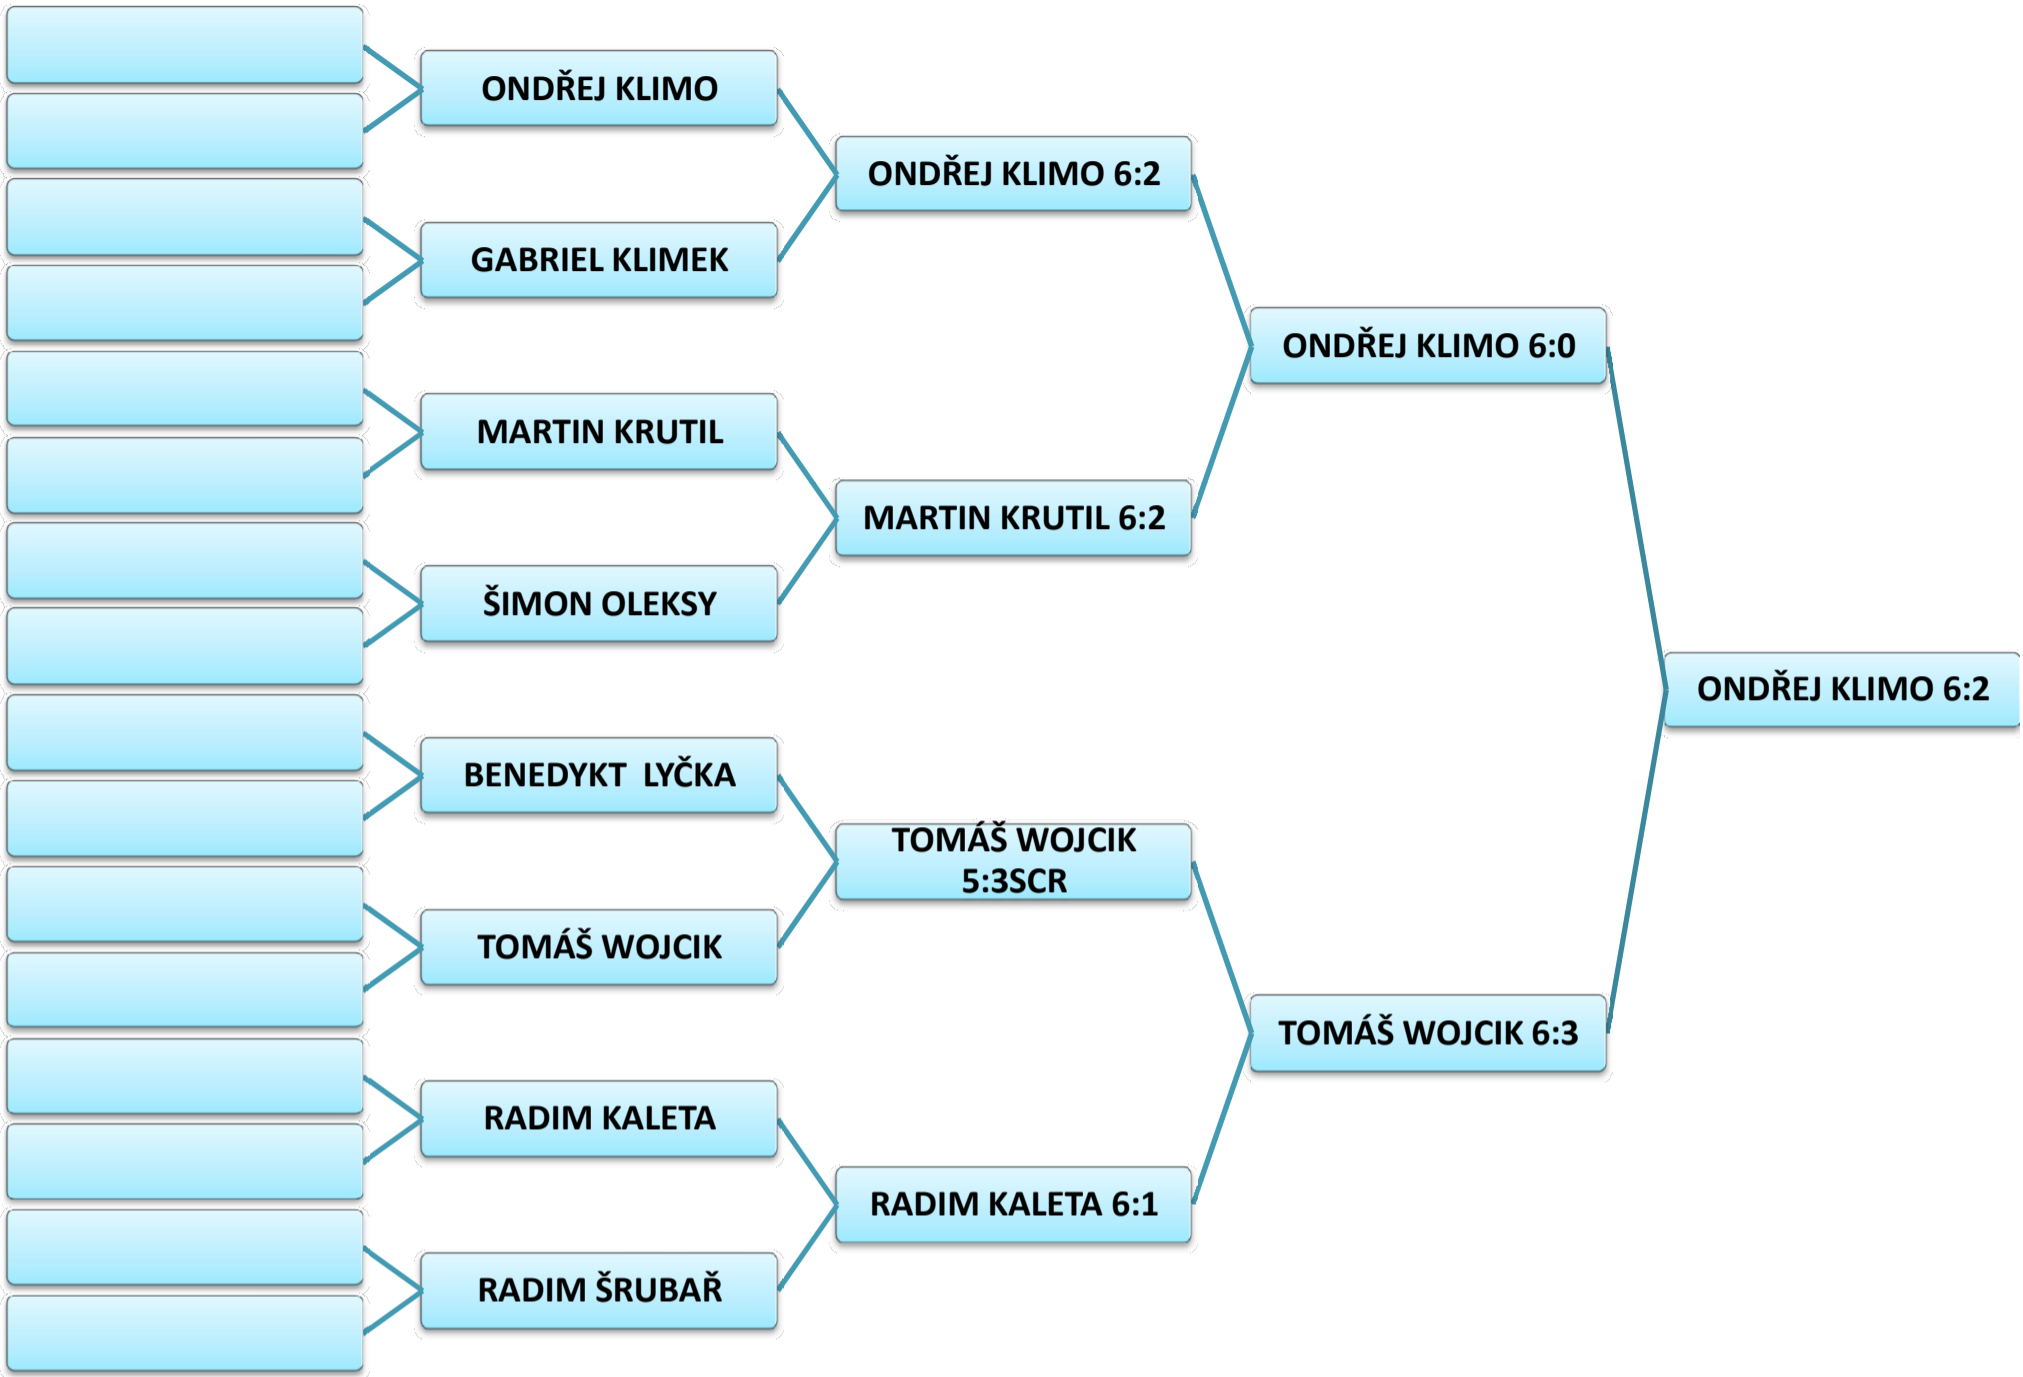 ONDŘEJ KLIMO
GABRIEL KLIMEK
MARTIN KRUTIL
ŠIMON OLEKSY
BENEDYKT  LYČKA
TOMÁŠ WOJCIK
RADIM KALETA
RADIM ŠRUBAŘ
ONDŘEJ KLIMO 6:2
MARTIN KRUTIL 6:2
TOMÁŠ WOJCIK
5:3SCR
RADIM KALETA 6:1
ONDŘEJ KLIMO 6:0
TOMÁŠ WOJCIK 6:3
ONDŘEJ KLIMO 6:2